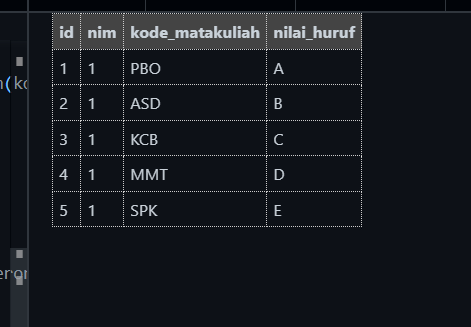 id nim kode_matakuliah nilai_huruf
1 1 PBO A
2 1 ASD B
3 1 KCB C
4 1 MMT D
5 1 SPK E